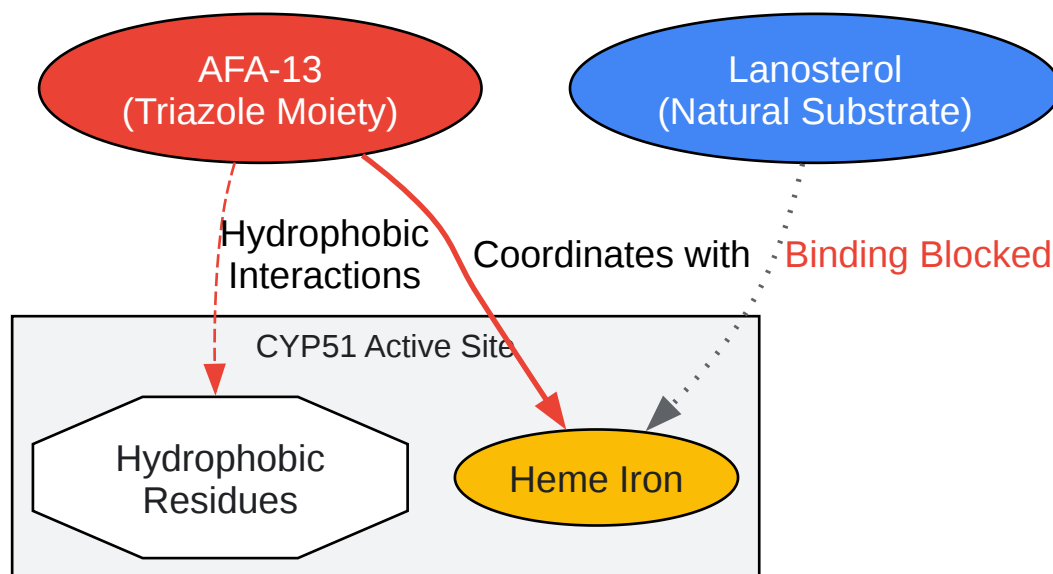 AFA-13
(Triazole Moiety)
Lanosterol
(Natural Substrate)
Hydrophobic
Interactions
Coordinates with
Binding Blocked
CYP51 Active Site
Hydrophobic
Residues
Heme Iron